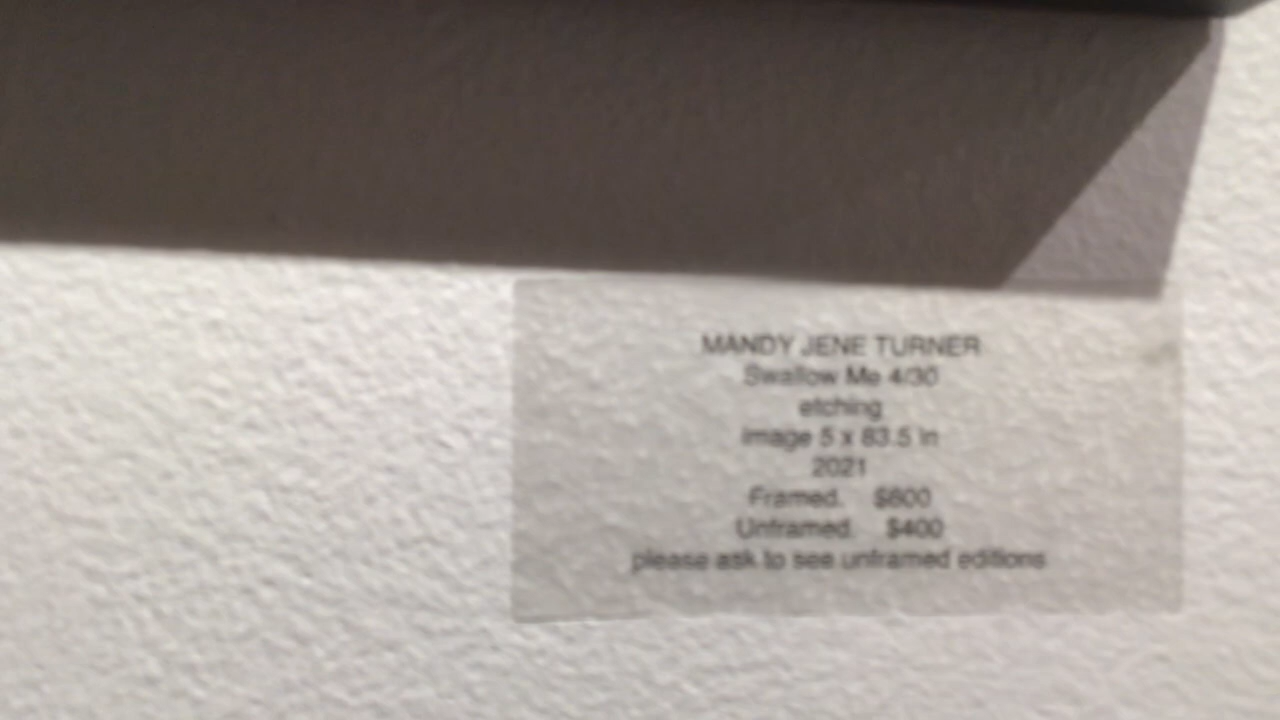 MANDY JENE TURNER
Swallow Me 4/30
etching
image 5 x 83.5 in
2021
Framed.
Unframed. $400
please ask to see unframed editions